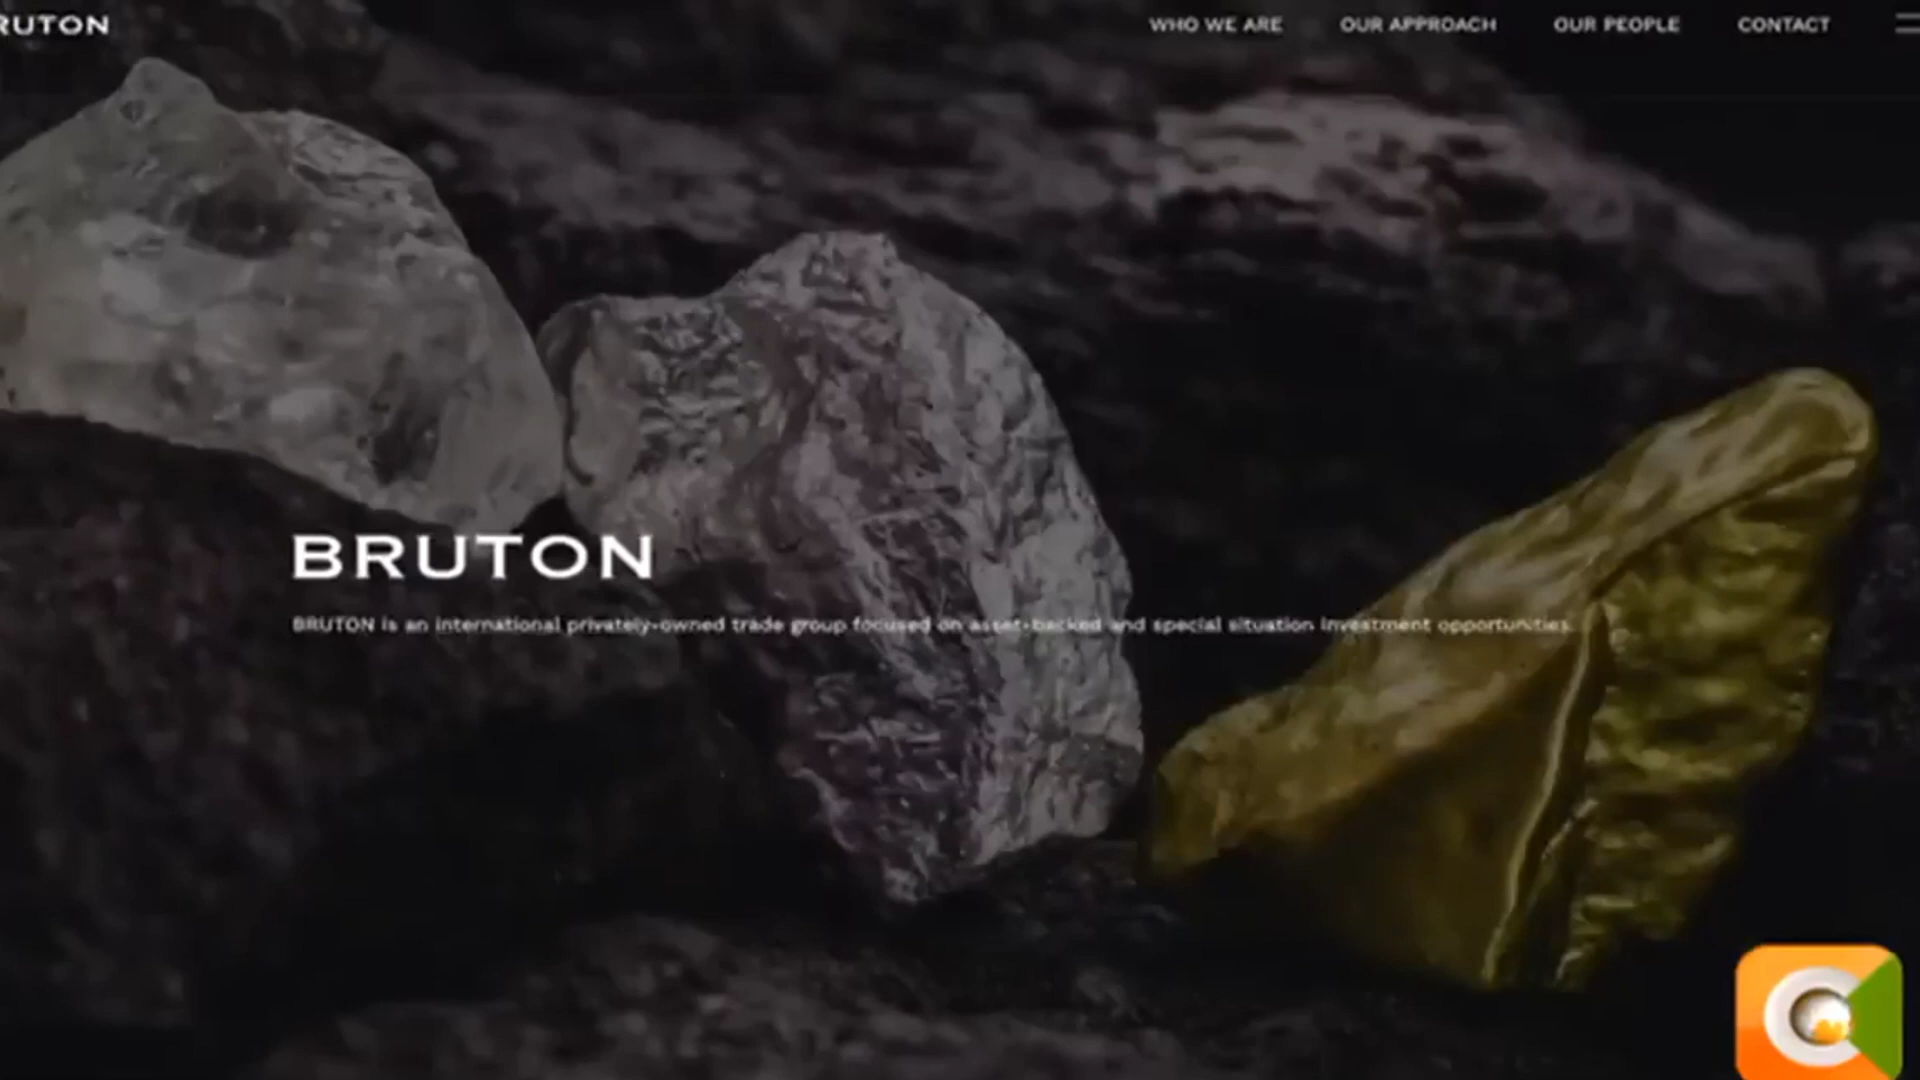 RUTON
WHO WE ARE
OUR APPROACH
OUR PEOPLE
CONTACT
BRUTON
BRUTON is an international privately-owned trade group focused on asset-backed and special situation investment opportunities.